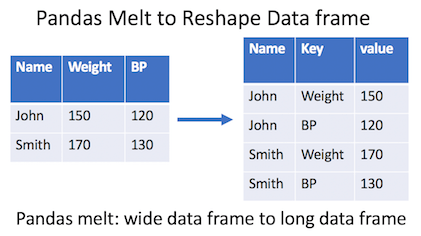 Pandas Melt to Reshape Data frame
Name Weight BP
John 150 120
Smith 170 130
Name Key value
John Weight 150
John BP 120
Smith Weight 170
Smith BP 130
Pandas melt: wide data frame to long data frame